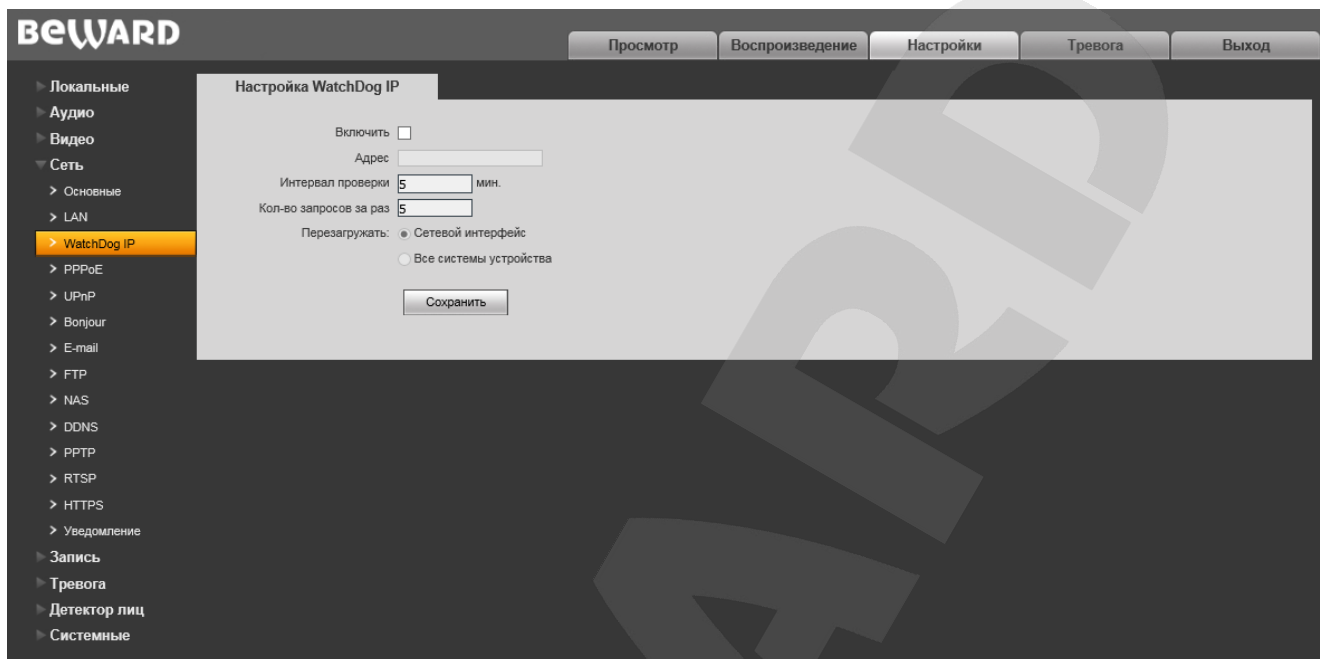 BEWARD
Просмотр
Воспроизведение
Настройки
Тревога
Выход
Локальные
Аудио
Видео
Сеть
Основные
LAN
WatchDog IP
PPPoE
UPnP
Bonjour
E-mail
FTP
NAS
DDNS
PPTP
RTSP
HTTPS
Уведомление
Запись
Тревога
Детектор лиц
Системные
Настройка WatchDog IP
Включить
Адрес
Интервал проверки 5 мин.
Кол-во запросов за раз 5
Перезагружать: Сетевой интерфейс
Все системы устройства
Сохранить
ARD